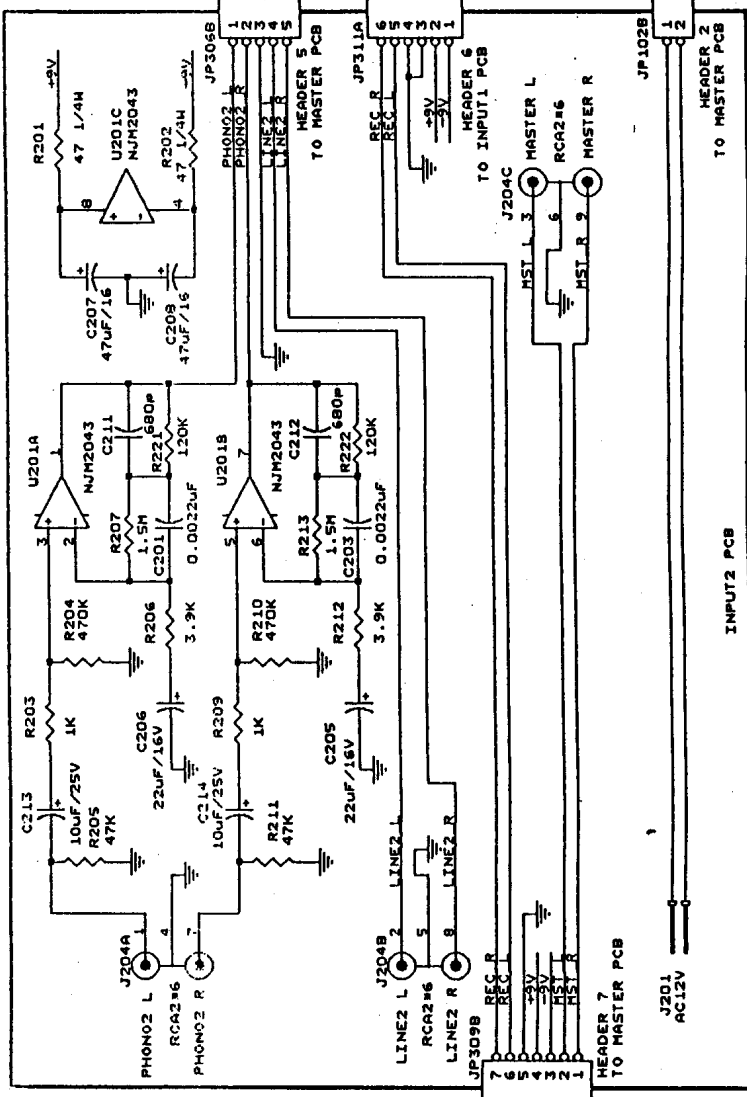 R201
47 1/4W
+9V
U201C
NJM2043
8
4
R202
47 1/4W
-9V
C207
47uF/16
C208
47uF/16
JP306B
1
2
3
4
5
PHONO2 L
PHONO2 R
LINE2 L
LINE2 R
HEADER 5
TO MASTER PCB
JP311A
6
5
4
3
2
1
REC R
REC L
+9V
-9V
HEADER 6
TO INPUT1 PCB
JP102B
1
2
HEADER 2
TO MASTER PCB
J204C
MASTER L
RCA2*6
MASTER R
3
6
9
MST L
MST R
U201A
NJM2043
1
3
2
C211
680p
R221
120K
R207
1.5M
C201
0.0022uF
R204
470K
R206
3.9K
R203
1K
C206
22uF/16V
C213
10uF/25V
R205
47K
U201B
NJM2043
7
5
6
C212
680p
R222
120K
R213
1.5M
C203
0.0022uF
R210
470K
R212
3.9K
R209
1K
C205
22uF/16V
C214
10uF/25V
R211
47K
J204A
PHONO2 L
RCA2*6
PHONO2 R
1
4
7
J204B
LINE2 L
RCA2*6
LINE2 R
2
5
8
LINE2 L
LINE2 R
JP309B
7
6
5
4
3
2
1
REC R
REC L
+9V
-9V
MST L
MST R
HEADER 7
TO MASTER PCB
J201
AC12V
INPUT2 PCB